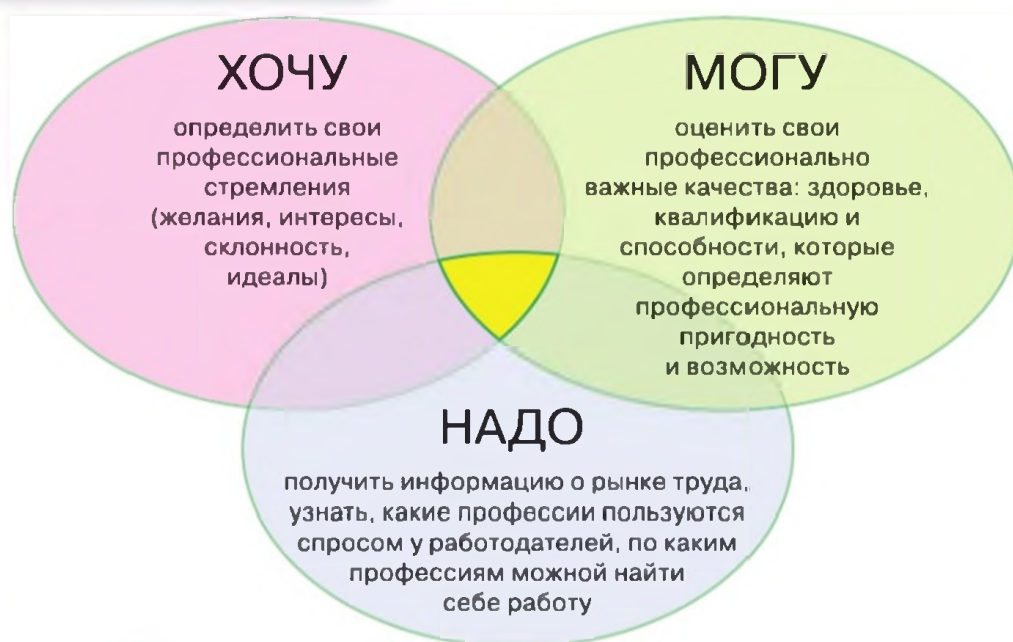 ХОЧУ
определить свои
профессиональные
стремления
(желания, интересы,
склонность,
идеалы)
МОГУ
оценить свои
профессионально
важные качества: здоровье,
квалификацию и
способности, которые
определяют
профессиональную
пригодность
и возможность
НАДО
получить информацию о рынке труда,
узнать, какие профессии пользуются
спросом у работодателей, по каким
профессиям можной найти
себе работу